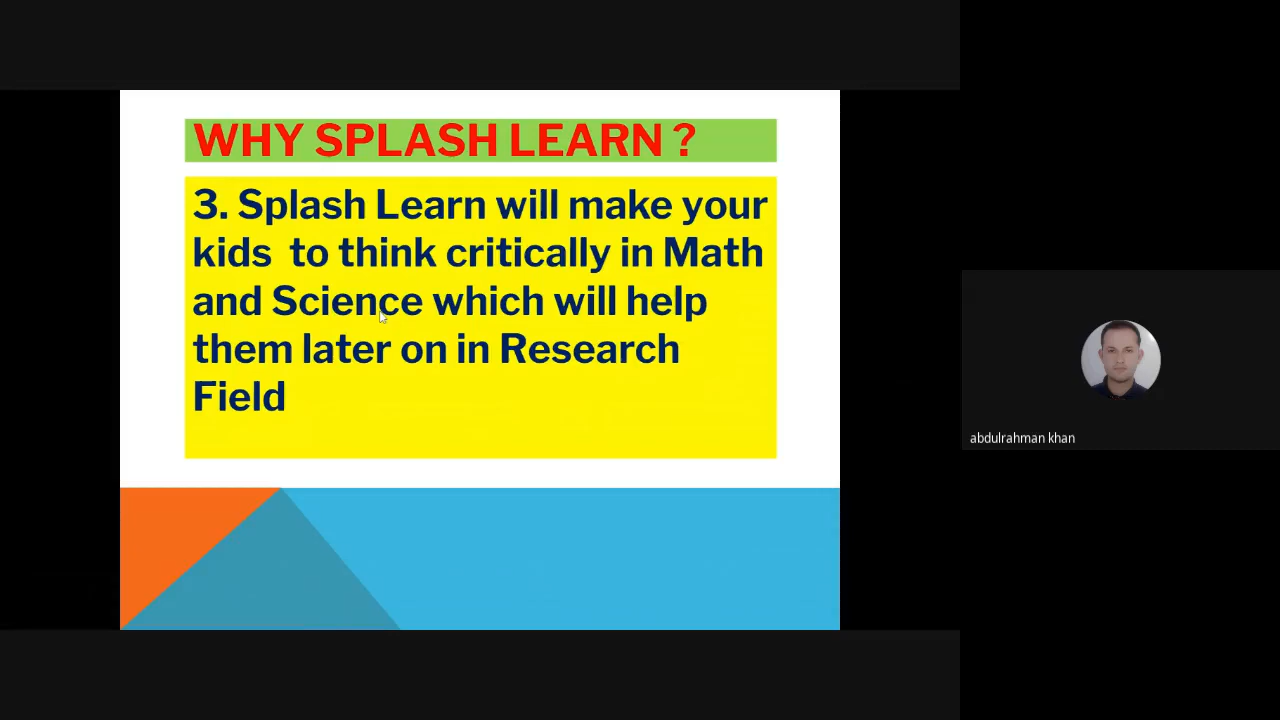 WHY SPLASH LEARN ?
3. Splash Learn will make your
kids  to think critically in Math
and Science which will help
them later on in Research
Field
abdulrahman khan